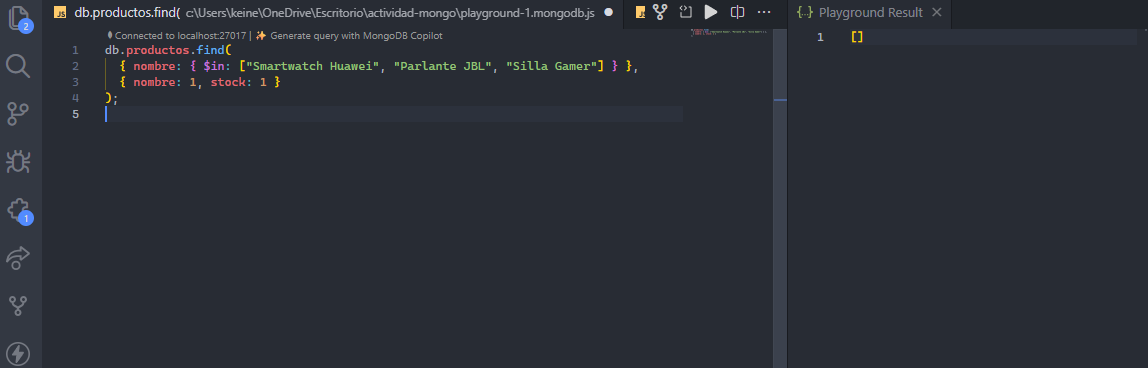 JS db.productos.find( c:\Users\keine\OneDrive\Escritorio\actividad-mongo\playground-1.mongodb.js
{..} Playground Result
2
Connected to localhost:27017 | ✨ Generate query with MongoDB Copilot
1 db.productos.find(
2 { nombre: { $in: ["Smartwatch Huawei", "Parlante JBL", "Silla Gamer"] } },
3 { nombre: 1, stock: 1 }
4 );
5
1 []
1